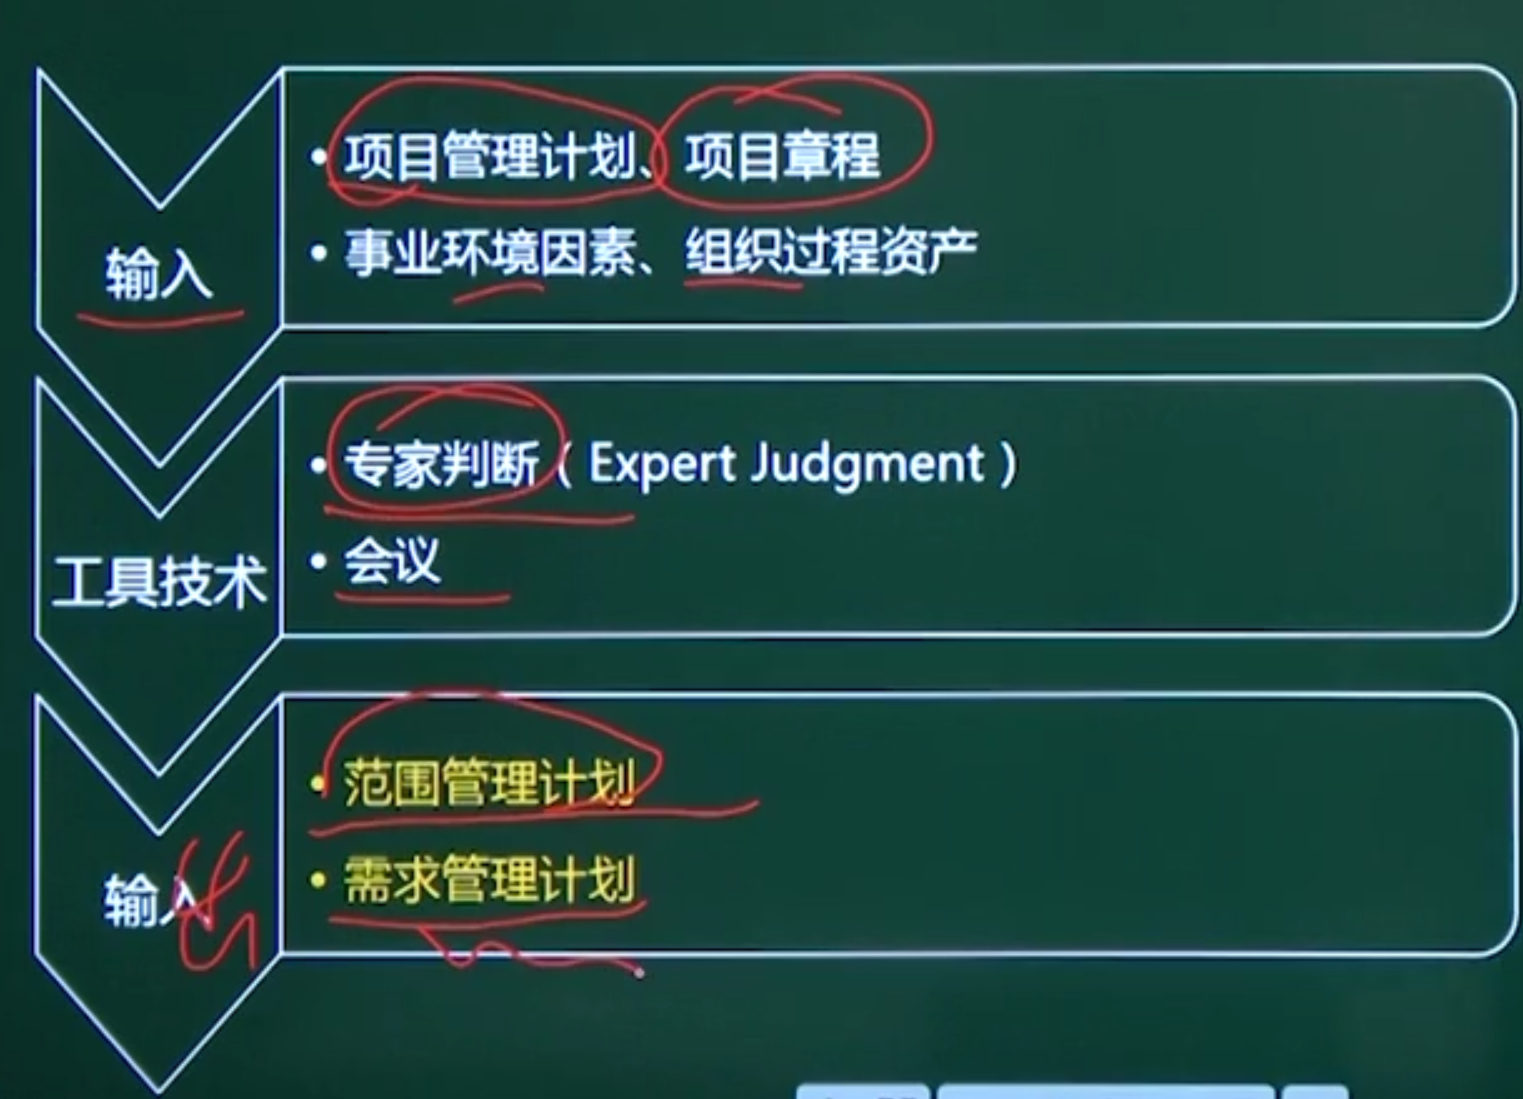 • 项目管理计划、项目章程
• 事业环境因素、组织过程资产
输入
• 专家判断（Expert Judgment）
• 会议
工具技术
• 范围管理计划
• 需求管理计划
输入
出